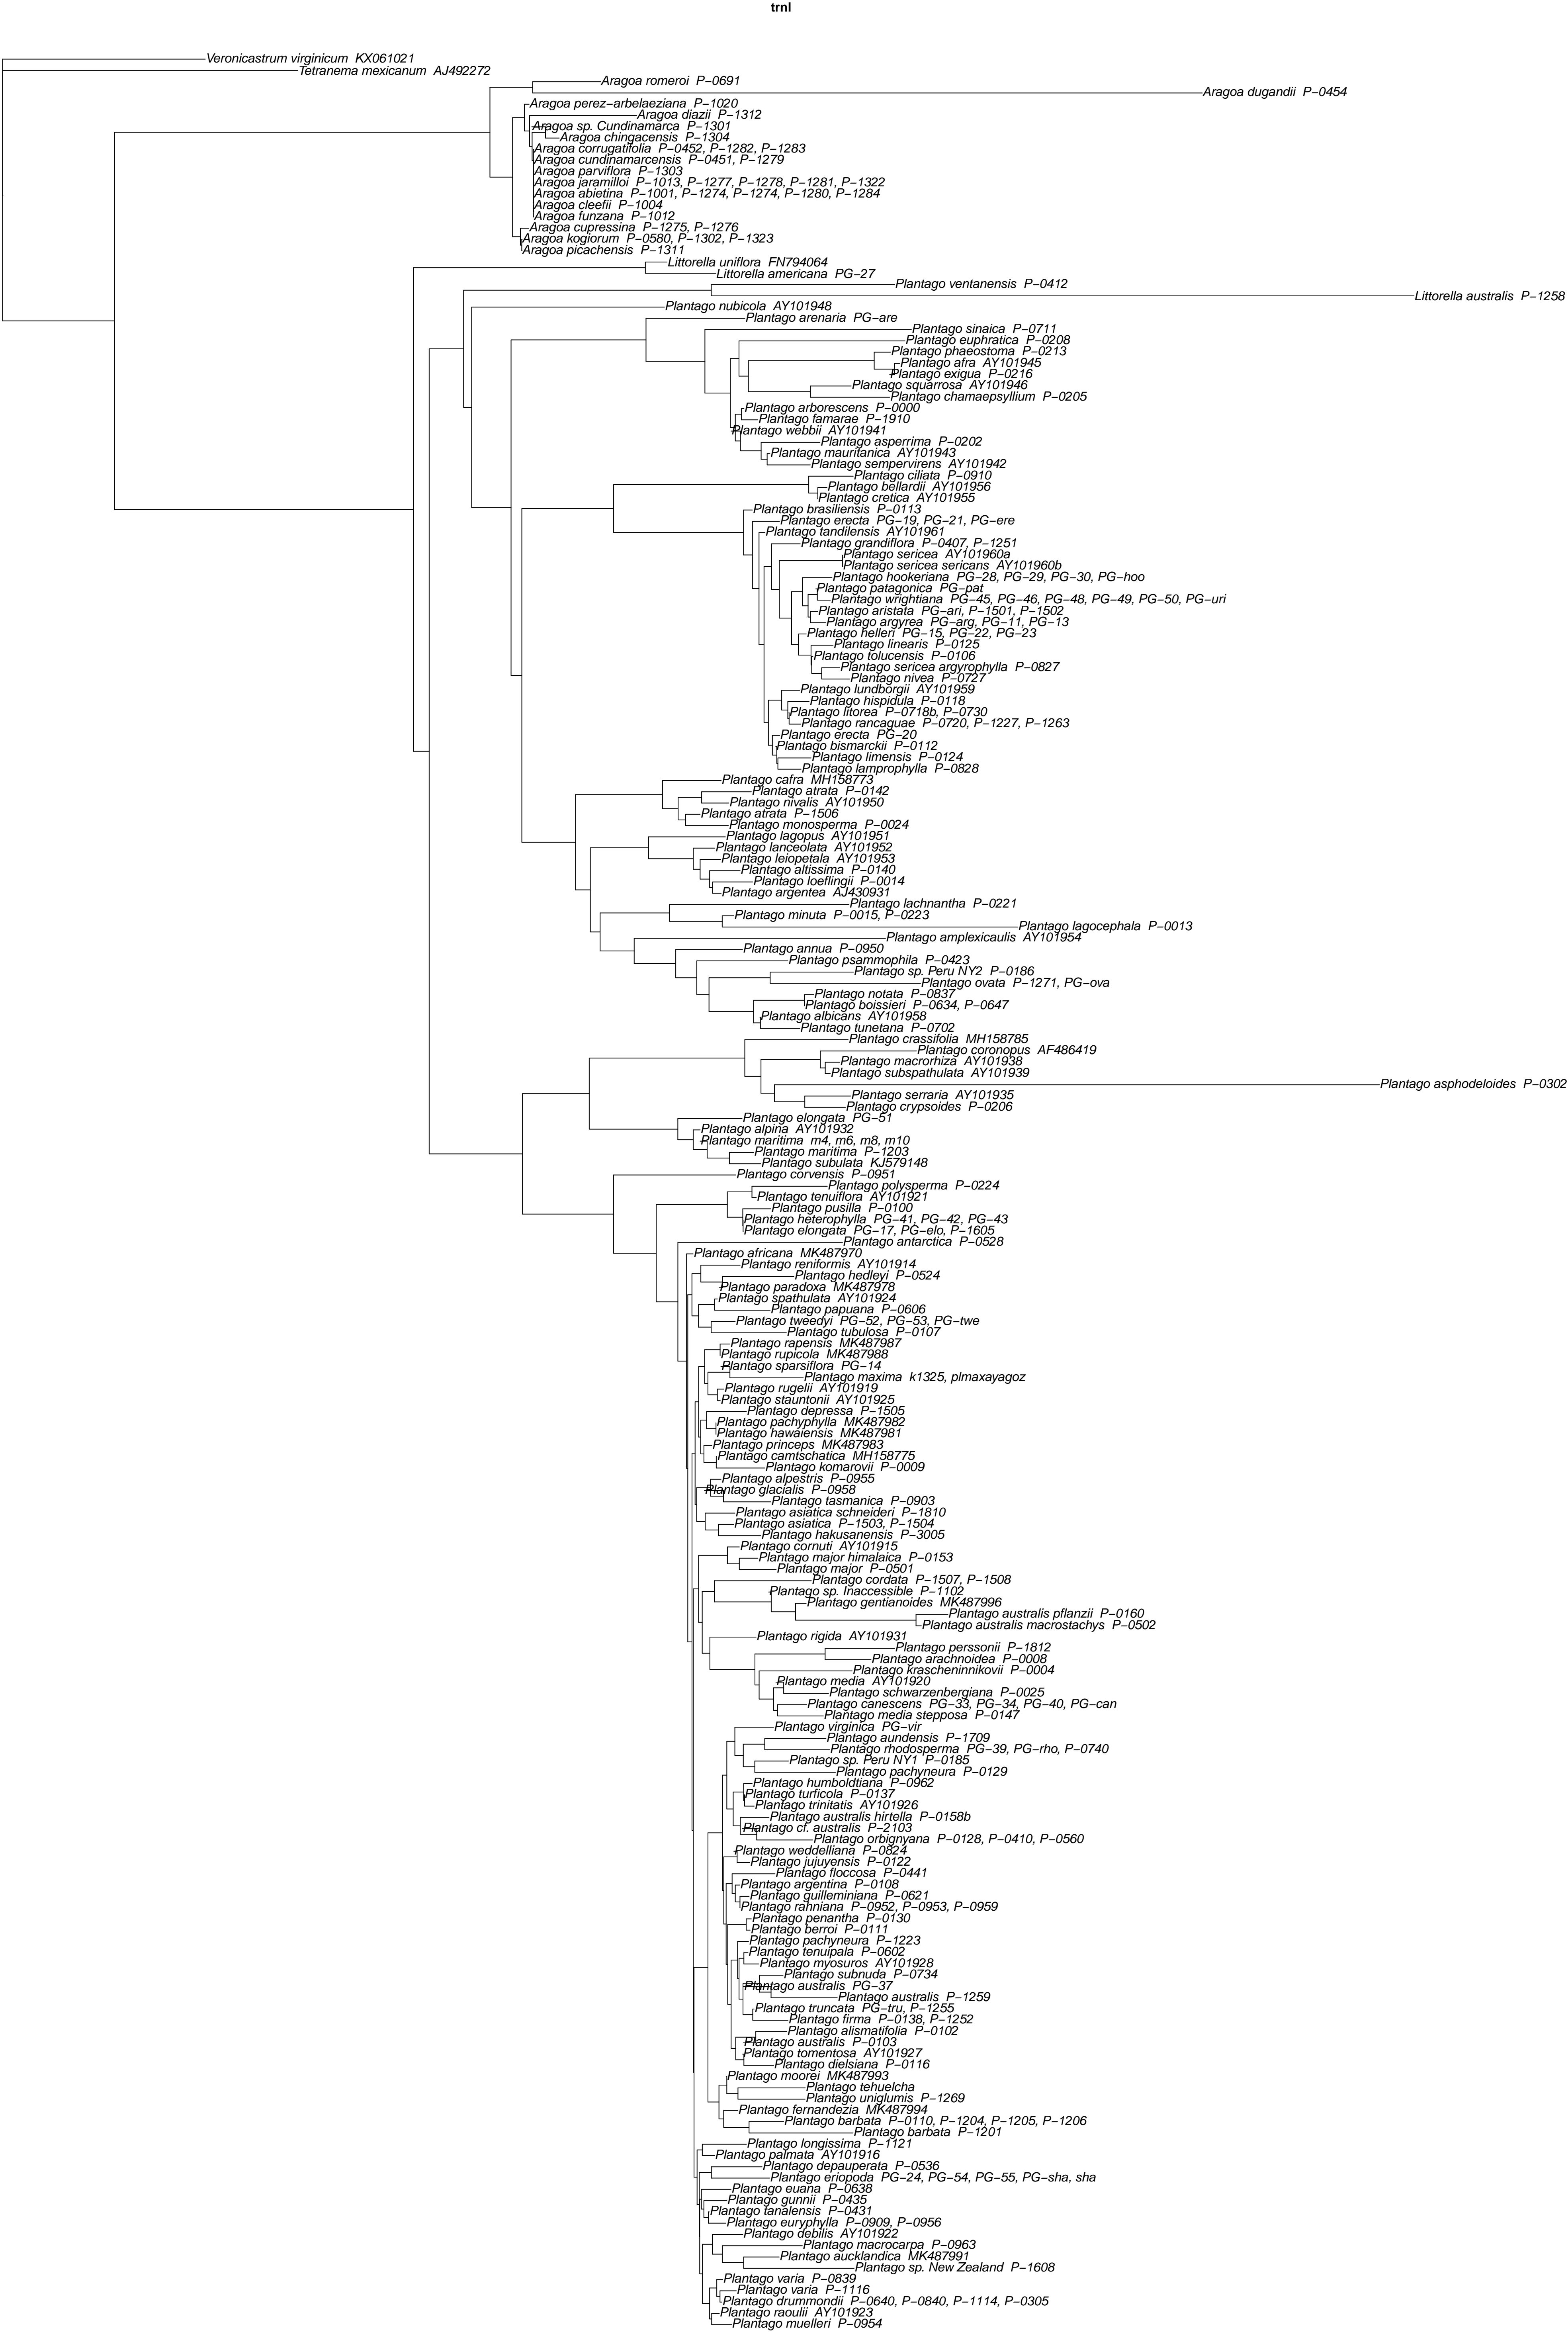 trnl
Veronicastrum virginicum KX061021
Tetranema mexicanum AJ492272
Aragoa romeroi P−0691
Aragoa dugandii P−0454
Aragoa perez−arbelaeziana P−1020
Aragoa diazii P−1312
Aragoa sp. Cundinamarca P−1301
Aragoa chingacensis P−1304
Aragoa corrugatifolia P−0452, P−1282, P−1283
Aragoa cundinamarcensis P−0451, P−1279
Aragoa parviflora P−1303
Aragoa jaramilloi P−1013, P−1277, P−1278, P−1281, P−1322
Aragoa abietina P−1001, P−1274, P−1274, P−1280, P−1284
Aragoa cleefii P−1004
Aragoa funzana P−1012
Aragoa cupressina P−1275, P−1276
Aragoa kogiorum P−0580, P−1302, P−1323
Aragoa picachensis P−1311
Littorella uniflora FN794064
Littorella americana PG−27
Plantago ventanensis P−0412
Littorella australis P−1258
Plantago nubicola AY101948
Plantago arenaria PG−are
Plantago sinaica P−0711
Plantago euphratica P−0208
Plantago phaeostoma P−0213
Plantago afra AY101945
Plantago exigua P−0216
Plantago squarrosa AY101946
Plantago chamaepsyllium P−0205
Plantago arborescens P−0000
Plantago famarae P−1910
Plantago webbii AY101941
Plantago asperrima P−0202
Plantago mauritanica AY101943
Plantago sempervirens AY101942
Plantago ciliata P−0910
Plantago bellardii AY101956
Plantago cretica AY101955
Plantago brasiliensis P−0113
Plantago erecta PG−19, PG−21, PG−ere
Plantago tandilensis AY101961
Plantago grandiflora P−0407, P−1251
Plantago sericea AY101960a
Plantago sericea sericans AY101960b
Plantago hookeriana PG−28, PG−29, PG−30, PG−hoo
Plantago patagonica PG−pat
Plantago wrightiana PG−45, PG−46, PG−48, PG−49, PG−50, PG−uri
Plantago aristata PG−ari, P−1501, P−1502
Plantago argyrea PG−arg, PG−11, PG−13
Plantago helleri PG−15, PG−22, PG−23
Plantago linearis P−0125
Plantago tolucensis P−0106
Plantago sericea argyrophylla P−0827
Plantago nivea P−0727
Plantago lundborgii AY101959
Plantago hispidula P−0118
Plantago litorea P−0718b, P−0730
Plantago rancaguae P−0720, P−1227, P−1263
Plantago erecta PG−20
Plantago bismarckii P−0112
Plantago limensis P−0124
Plantago lamprophylla P−0828
Plantago cafra MH158773
Plantago atrata P−0142
Plantago nivalis AY101950
Plantago atrata P−1506
Plantago monosperma P−0024
Plantago lagopus AY101951
Plantago lanceolata AY101952
Plantago leiopetala AY101953
Plantago altissima P−0140
Plantago loeflingii P−0014
Plantago argentea AJ430931
Plantago lachnantha P−0221
Plantago minuta P−0015, P−0223
Plantago lagocephala P−0013
Plantago amplexicaulis AY101954
Plantago annua P−0950
Plantago psammophila P−0423
Plantago sp. Peru NY2 P−0186
Plantago ovata P−1271, PG−ova
Plantago notata P−0837
Plantago boissieri P−0634, P−0647
Plantago albicans AY101958
Plantago tunetana P−0702
Plantago crassifolia MH158785
Plantago coronopus AF486419
Plantago macrorhiza AY101938
Plantago subspathulata AY101939
Plantago asphodeloides P−0302
Plantago serraria AY101935
Plantago crypsoides P−0206
Plantago elongata PG−51
Plantago alpina AY101932
Plantago maritima m4, m6, m8, m10
Plantago maritima P−1203
Plantago subulata KJ579148
Plantago corvensis P−0951
Plantago polysperma P−0224
Plantago tenuiflora AY101921
Plantago pusilla P−0100
Plantago heterophylla PG−41, PG−42, PG−43
Plantago elongata PG−17, PG−elo, P−1605
Plantago antarctica P−0528
Plantago africana MK487970
Plantago reniformis AY101914
Plantago hedleyi P−0524
Plantago paradoxa MK487978
Plantago spathulata AY101924
Plantago papuana P−0606
Plantago tweedyi PG−52, PG−53, PG−twe
Plantago tubulosa P−0107
Plantago rapensis MK487987
Plantago rupicola MK487988
Plantago sparsiflora PG−14
Plantago maxima k1325, plmaxayagoz
Plantago rugelii AY101919
Plantago stauntonii AY101925
Plantago depressa P−1505
Plantago pachyphylla MK487982
Plantago hawaiensis MK487981
Plantago princeps MK487983
Plantago camtschatica MH158775
Plantago komarovii P−0009
Plantago alpestris P−0955
Plantago glacialis P−0958
Plantago tasmanica P−0903
Plantago asiatica schneideri P−1810
Plantago asiatica P−1503, P−1504
Plantago hakusanensis P−3005
Plantago cornuti AY101915
Plantago major himalaica P−0153
Plantago major P−0501
Plantago cordata P−1507, P−1508
Plantago sp. Inaccessible P−1102
Plantago gentianoides MK487996
Plantago australis pflanzii P−0160
Plantago australis macrostachys P−0502
Plantago rigida AY101931
Plantago perssonii P−1812
Plantago arachnoidea P−0008
Plantago krascheninnikovii P−0004
Plantago media AY101920
Plantago schwarzenbergiana P−0025
Plantago canescens PG−33, PG−34, PG−40, PG−can
Plantago media stepposa P−0147
Plantago virginica PG−vir
Plantago aundensis P−1709
Plantago rhodosperma PG−39, PG−rho, P−0740
Plantago sp. Peru NY1 P−0185
Plantago pachyneura P−0129
Plantago humboldtiana P−0962
Plantago turficola P−0137
Plantago trinitatis AY101926
Plantago australis hirtella P−0158b
Plantago cf. australis P−2103
Plantago orbignyana P−0128, P−0410, P−0560
Plantago weddelliana P−0824
Plantago jujuyensis P−0122
Plantago floccosa P−0441
Plantago argentina P−0108
Plantago guilleminiana P−0621
Plantago rahniana P−0952, P−0953, P−0959
Plantago penantha P−0130
Plantago berroi P−0111
Plantago pachyneura P−1223
Plantago tenuipala P−0602
Plantago myosuros AY101928
Plantago subnuda P−0734
Plantago australis PG−37
Plantago australis P−1259
Plantago truncata PG−tru, P−1255
Plantago firma P−0138, P−1252
Plantago alismatifolia P−0102
Plantago australis P−0103
Plantago tomentosa AY101927
Plantago dielsiana P−0116
Plantago moorei MK487993
Plantago tehuelcha
Plantago uniglumis P−1269
Plantago fernandezia MK487994
Plantago barbata P−0110, P−1204, P−1205, P−1206
Plantago barbata P−1201
Plantago longissima P−1121
Plantago palmata AY101916
Plantago depauperata P−0536
Plantago eriopoda PG−24, PG−54, PG−55, PG−sha, sha
Plantago euana P−0638
Plantago gunnii P−0435
Plantago tanalensis P−0431
Plantago euryphylla P−0909, P−0956
Plantago debilis AY101922
Plantago macrocarpa P−0963
Plantago aucklandica MK487991
Plantago sp. New Zealand P−1608
Plantago varia P−0839
Plantago varia P−1116
Plantago drummondii P−0640, P−0840, P−1114, P−0305
Plantago raoulii AY101923
Plantago muelleri P−0954